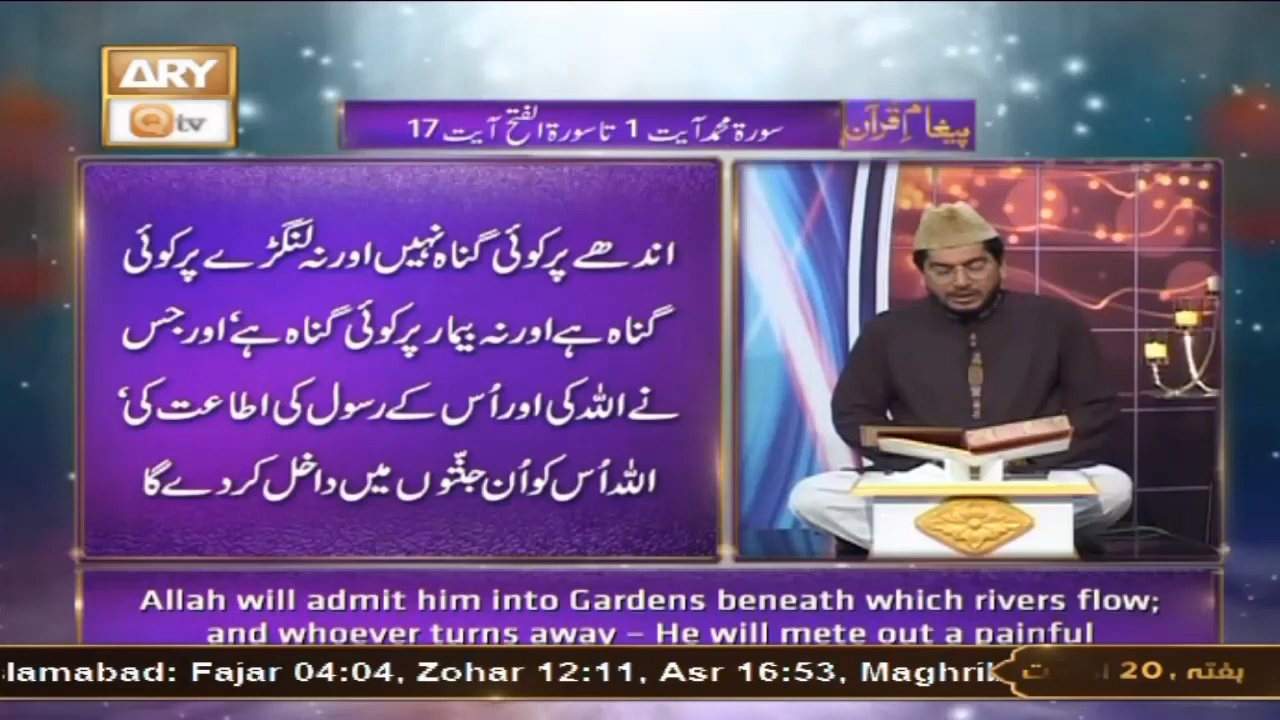 ARY
Qtv
پیغامِ قرآن
سورۃ محمد آیت 1 تا سورۃ الفتح آیت 17
اندھے پر کوئی گناہ نہیں اور نہ لنگڑے پر کوئی
گناہ ہے اور نہ بیمار پر کوئی گناہ ہے‘ اور جس
نے اللہ کی اور اُس کے رسول کی اطاعت کی‘
اللہ اُس کو اُن جنّتوں میں داخل کر دے گا
Allah will admit him into Gardens beneath which rivers flow;
and whoever turns away – He will mete out a painful
slamabad: Fajar 04:04, Zohar 12:11, Asr 16:53, Maghrib
ہفتہ , 20